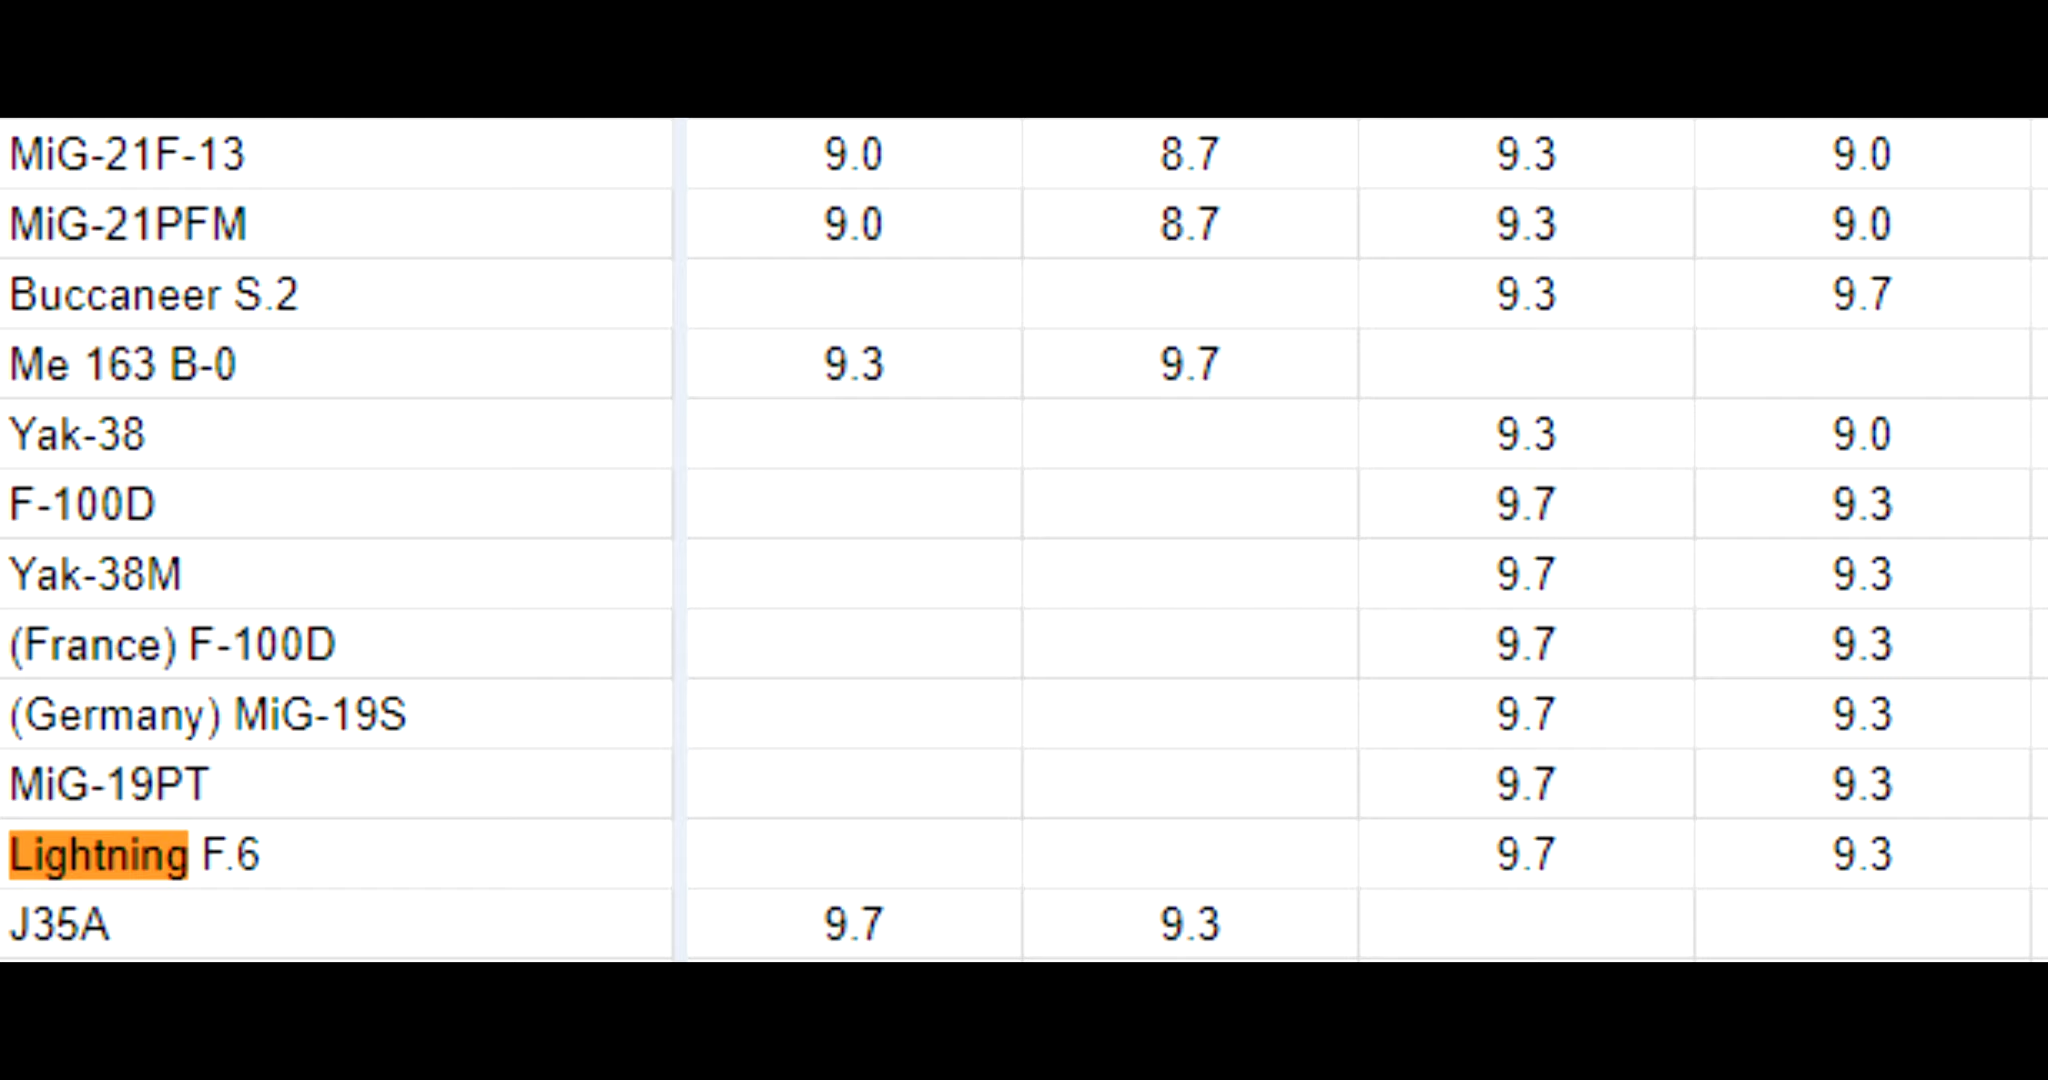 MiG-21F-13 9.0 8.7 9.3 9.0
MiG-21PFM 9.0 8.7 9.3 9.0
Buccaneer S.2 9.3 9.7
Me 163 B-0 9.3 9.7
Yak-38 9.3 9.0
F-100D 9.7 9.3
Yak-38M 9.7 9.3
(France) F-100D 9.7 9.3
(Germany) MiG-19S 9.7 9.3
MiG-19PT 9.7 9.3
Lightning F.6 9.7 9.3
J35A 9.7 9.3